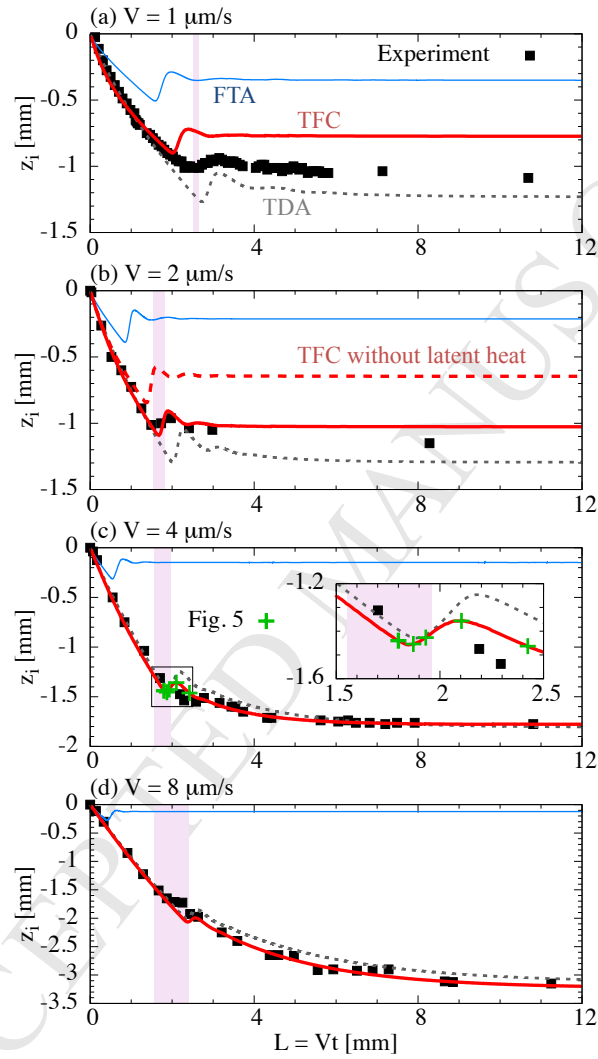 (a) V = 1 μm/s
0
-0.5
-1
-1.5
z_i [mm]
Experiment
FTA
TFC
TDA
0 4 8 12
(b) V = 2 μm/s
0
-0.5
-1
-1.5
z_i [mm]
TFC without latent heat
0 4 8 12
(c) V = 4 μm/s
0
-0.5
-1
-1.5
-2
z_i [mm]
Fig. 5
-1.2
-1.6
1.5 2 2.5
0 4 8 12
(d) V = 8 μm/s
0
-0.5
-1
-1.5
-2
-2.5
-3
-3.5
z_i [mm]
0 4 8 12
L = Vt [mm]
CEPTED MANUSC